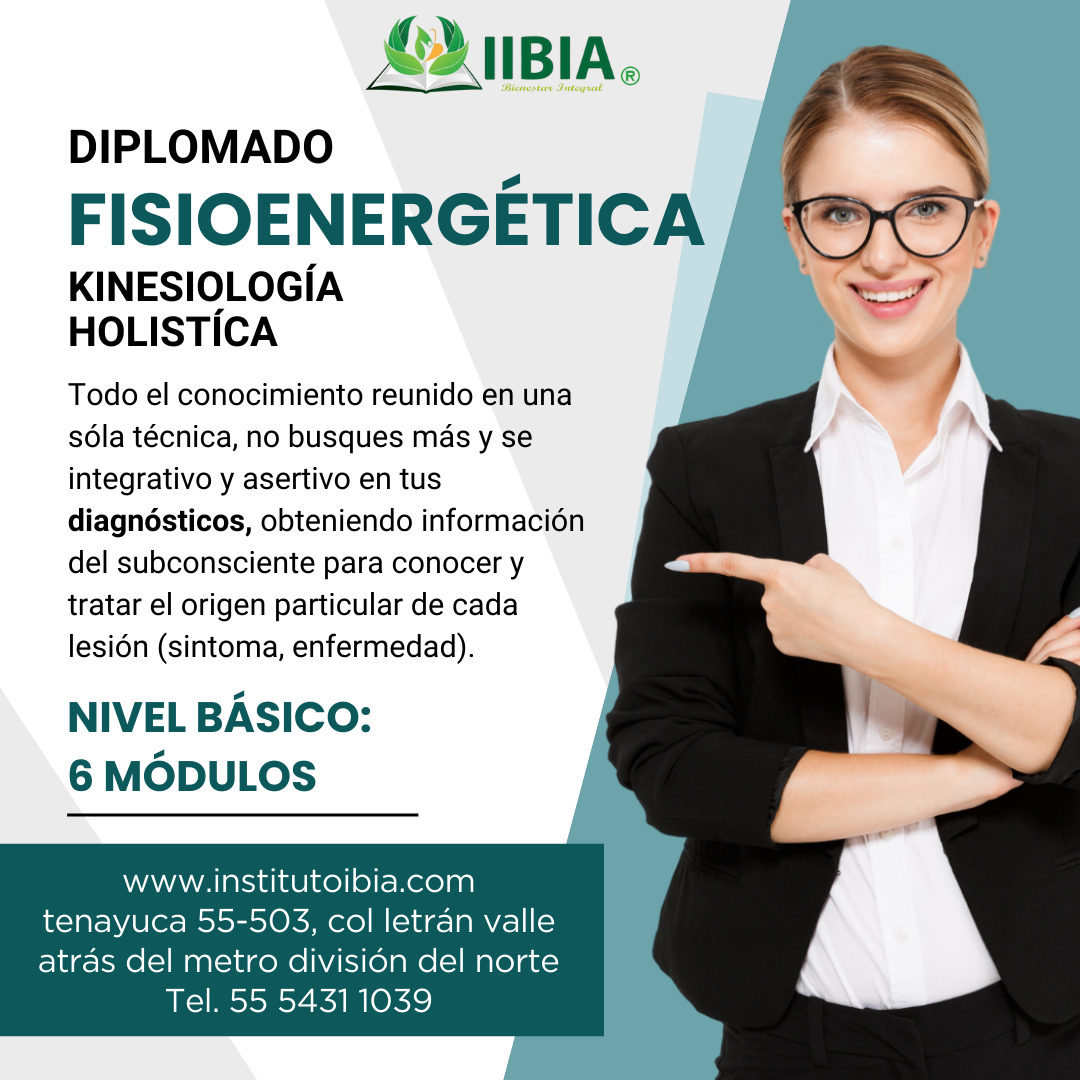 IIBIA®
Bienestar Integral
DIPLOMADO
FISIOENERGÉTICA
KINESIOLOGÍA
HOLISTÍCA
Todo el conocimiento reunido en una
sóla técnica, no busques más y se
integrativo y asertivo en tus
diagnósticos, obteniendo información
del subconsciente para conocer y
tratar el origen particular de cada
lesión (sintoma, enfermedad).
NIVEL BÁSICO:
6 MÓDULOS
www.institutoibia.com
tenayuca 55-503, col letrán valle
atrás del metro división del norte
Tel. 55 5431 1039